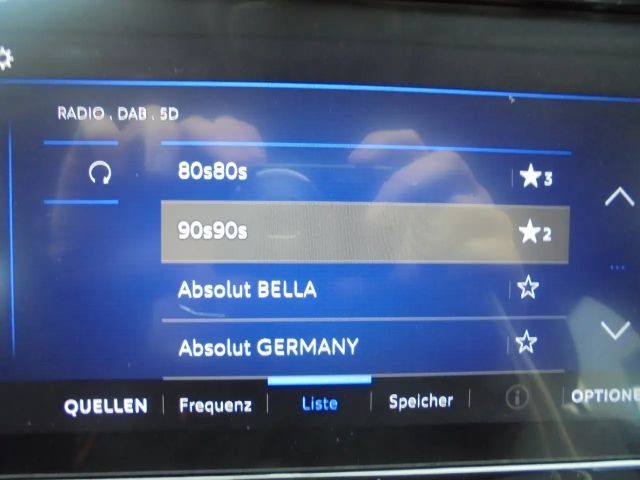 RADIO . DAB . 5D
80s80s 3
90s90s 2
Absolut BELLA
Absolut GERMANY
QUELLEN Frequenz Liste Speicher i OPTIONE